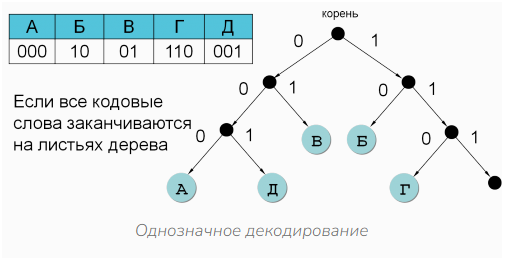 А Б В Г Д
000 10 01 110 001
Если все кодовые
слова заканчиваются
на листьях дерева
корень
0 1
0 1 0 1
0 1 В Б 0 1
А Д Г
Однозначное декодирование